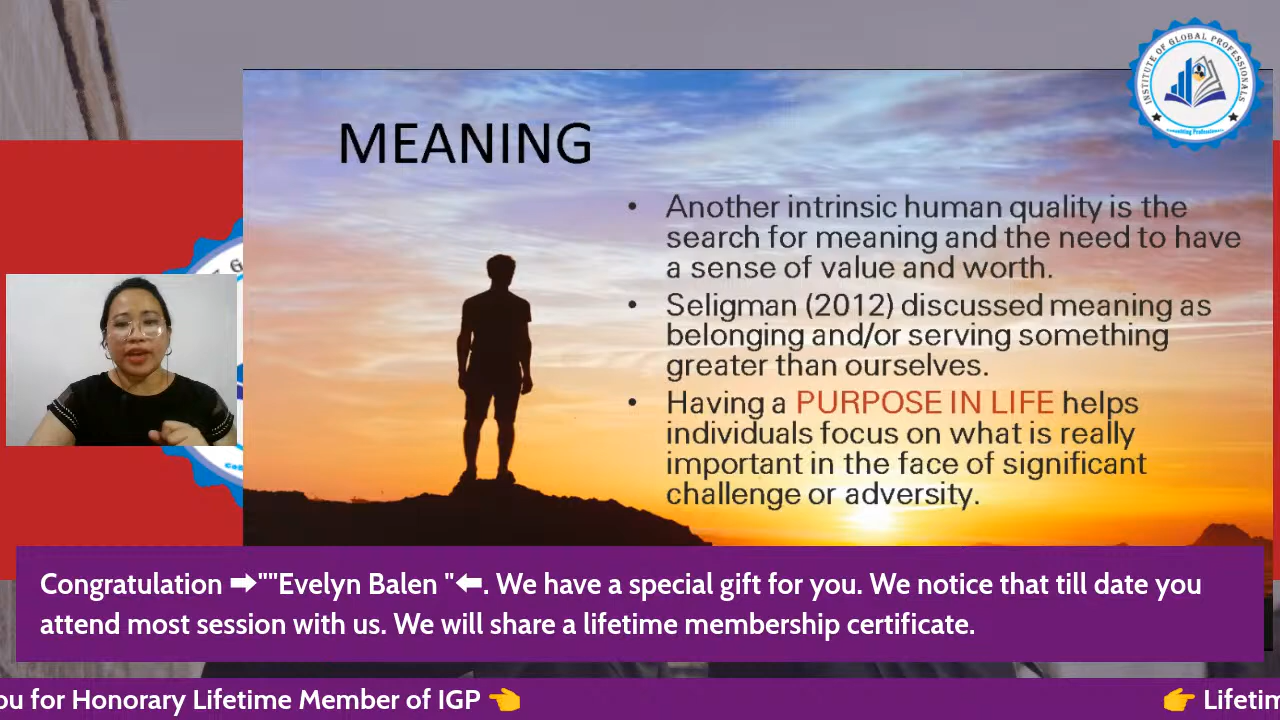 INSTITUTE OF GLOBAL PROFESSIONALS
MEANING
• Another intrinsic human quality is the
search for meaning and the need to have
a sense of value and worth.
• Seligman (2012) discussed meaning as
belonging and/or serving something
greater than ourselves.
• Having a PURPOSE IN LIFE helps
individuals focus on what is really
important in the face of significant
challenge or adversity.
Congratulation ➡""Evelyn Balen "⬅. We have a special gift for you. We notice that till date you
attend most session with us. We will share a lifetime membership certificate.
ou for Honorary Lifetime Member of IGP 👈 👉 Lifetim